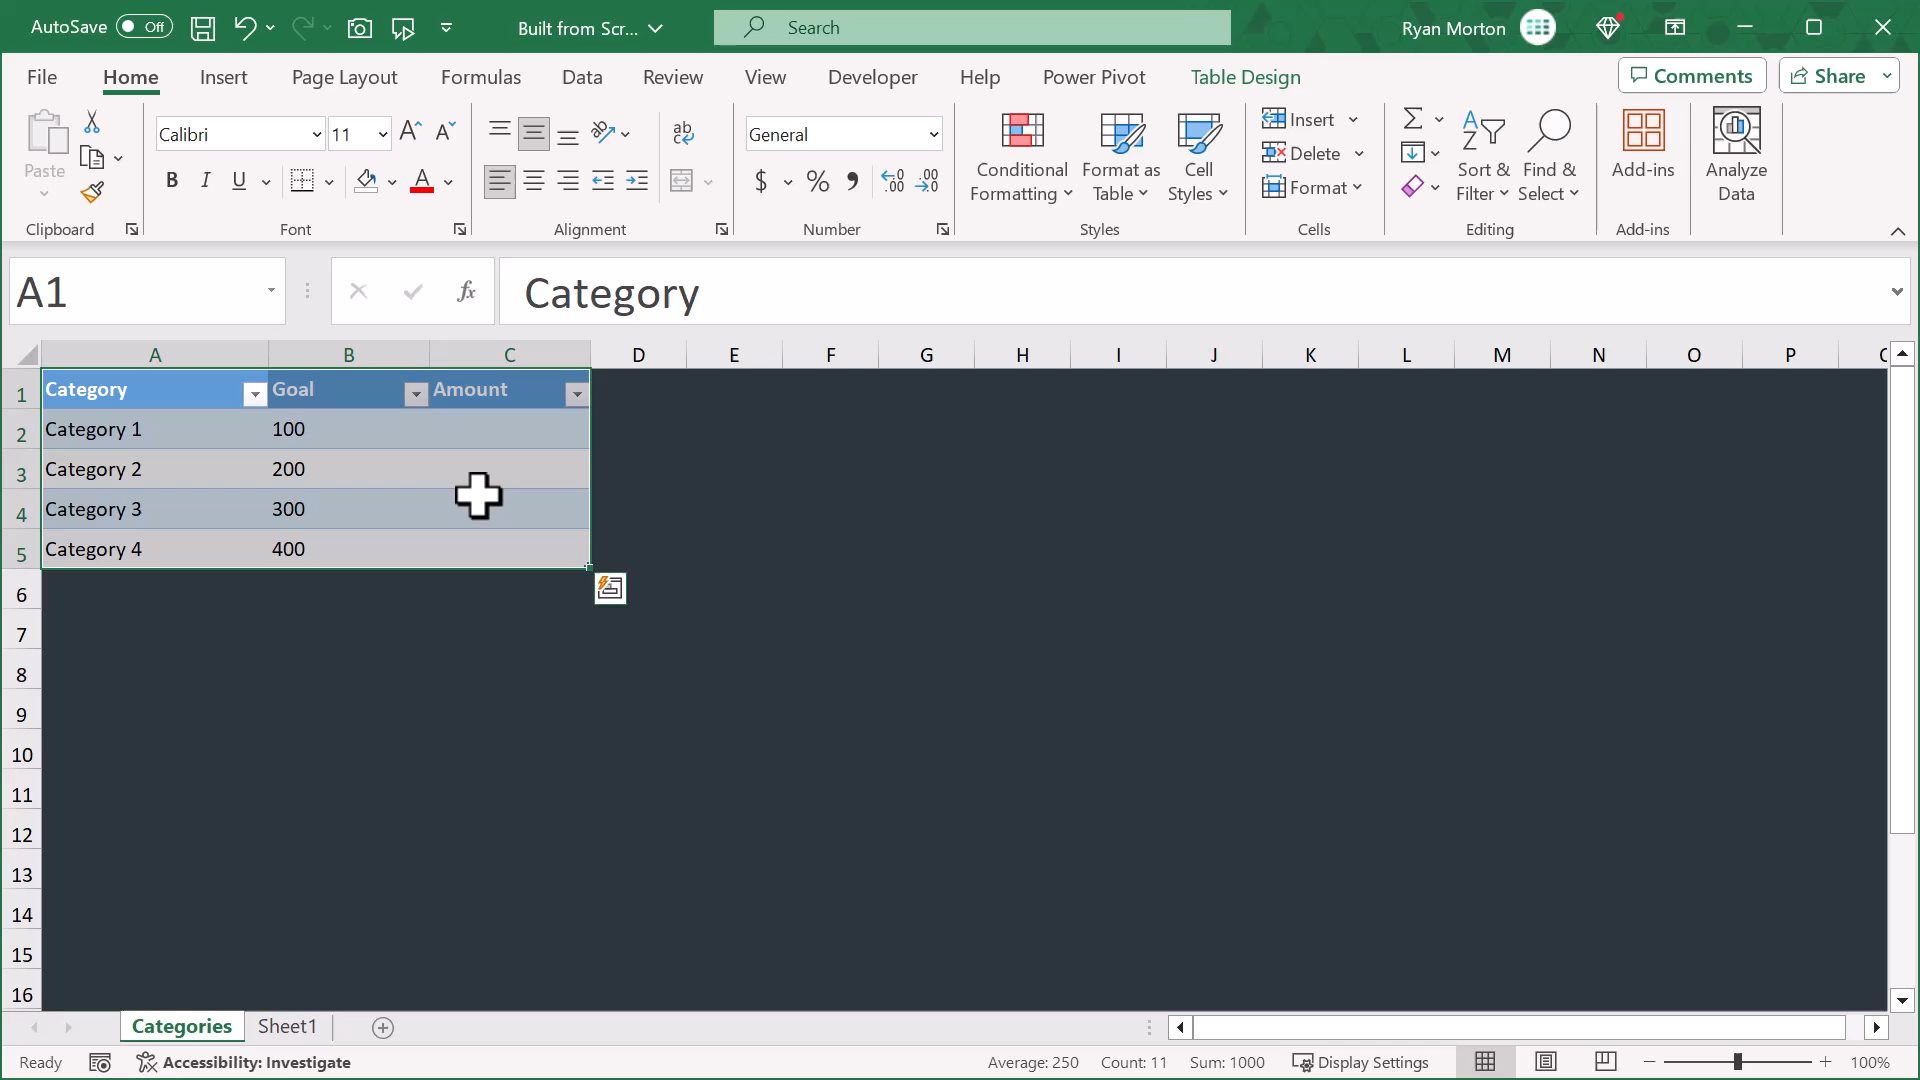 AutoSave Off Built from Scr... Search Ryan Morton
File Home Insert Page Layout Formulas Data Review View Developer Help Power Pivot Table Design Comments Share
Paste
Calibri 11
B I U A
ab
General
$ % 9 .00 .00
Conditional Formatting
Format as Table
Cell Styles
Insert
Delete
Format
Sort & Filter
Find & Select
Add-ins
Analyze Data
Clipboard Font Alignment Number Styles Cells Editing Add-ins
A1 fx Category
A B C D E F G H I J K L M N O P
1 Category Goal Amount
2 Category 1 100
3 Category 2 200
4 Category 3 300
5 Category 4 400
6
7
8
9
10
11
12
13
14
15
16
Categories Sheet1
Ready Accessibility: Investigate Average: 250 Count: 11 Sum: 1000 Display Settings 100%